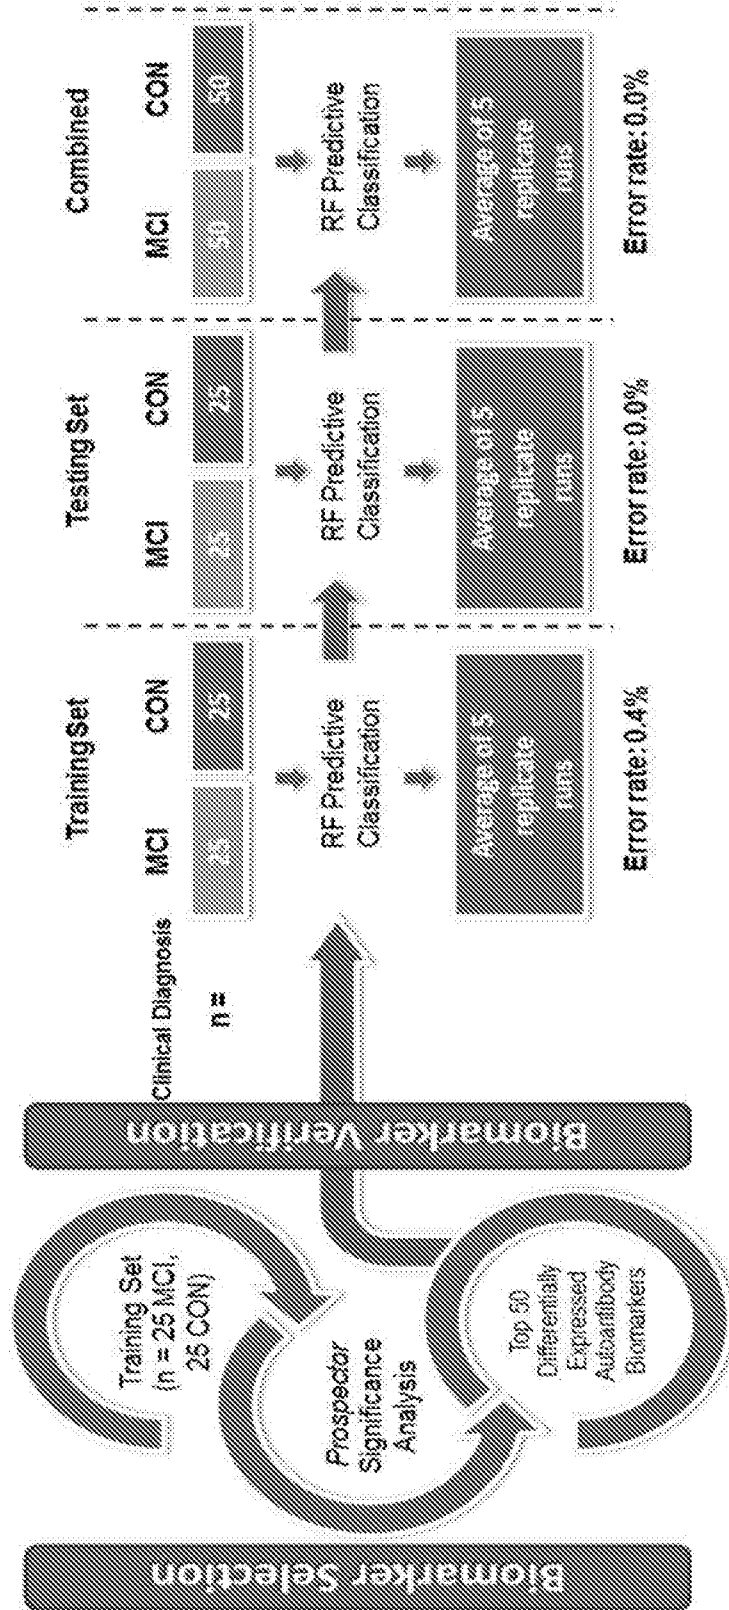 Biomarker Selection
Training Set
(n = 25 MCI,
25 CON)
Prospector
Significance
Analysis
Top 50
Differentially
Expressed
Autoantibody
Biomarkers
Biomarker Verification
Clinical Diagnosis
n =
Training Set
MCI CON
25 25
RF Predictive
Classification
Average of 5
replicate
runs
Error rate: 0.4%
Testing Set
MCI CON
25 25
RF Predictive
Classification
Average of 5
replicate
runs
Error rate: 0.0%
Combined
MCI CON
50 50
RF Predictive
Classification
Average of 5
replicate
runs
Error rate: 0.0%